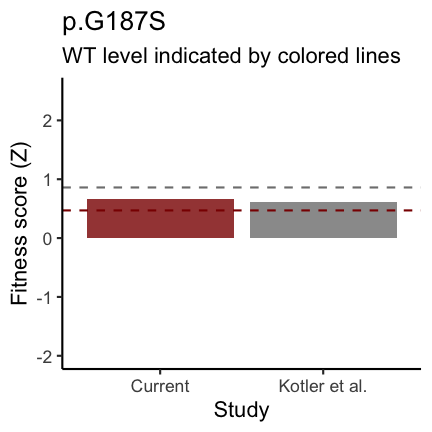 p.G187S
WT level indicated by colored lines
Fitness score (Z)
2
1
0
-1
-2
Current
Kotler et al.
Study